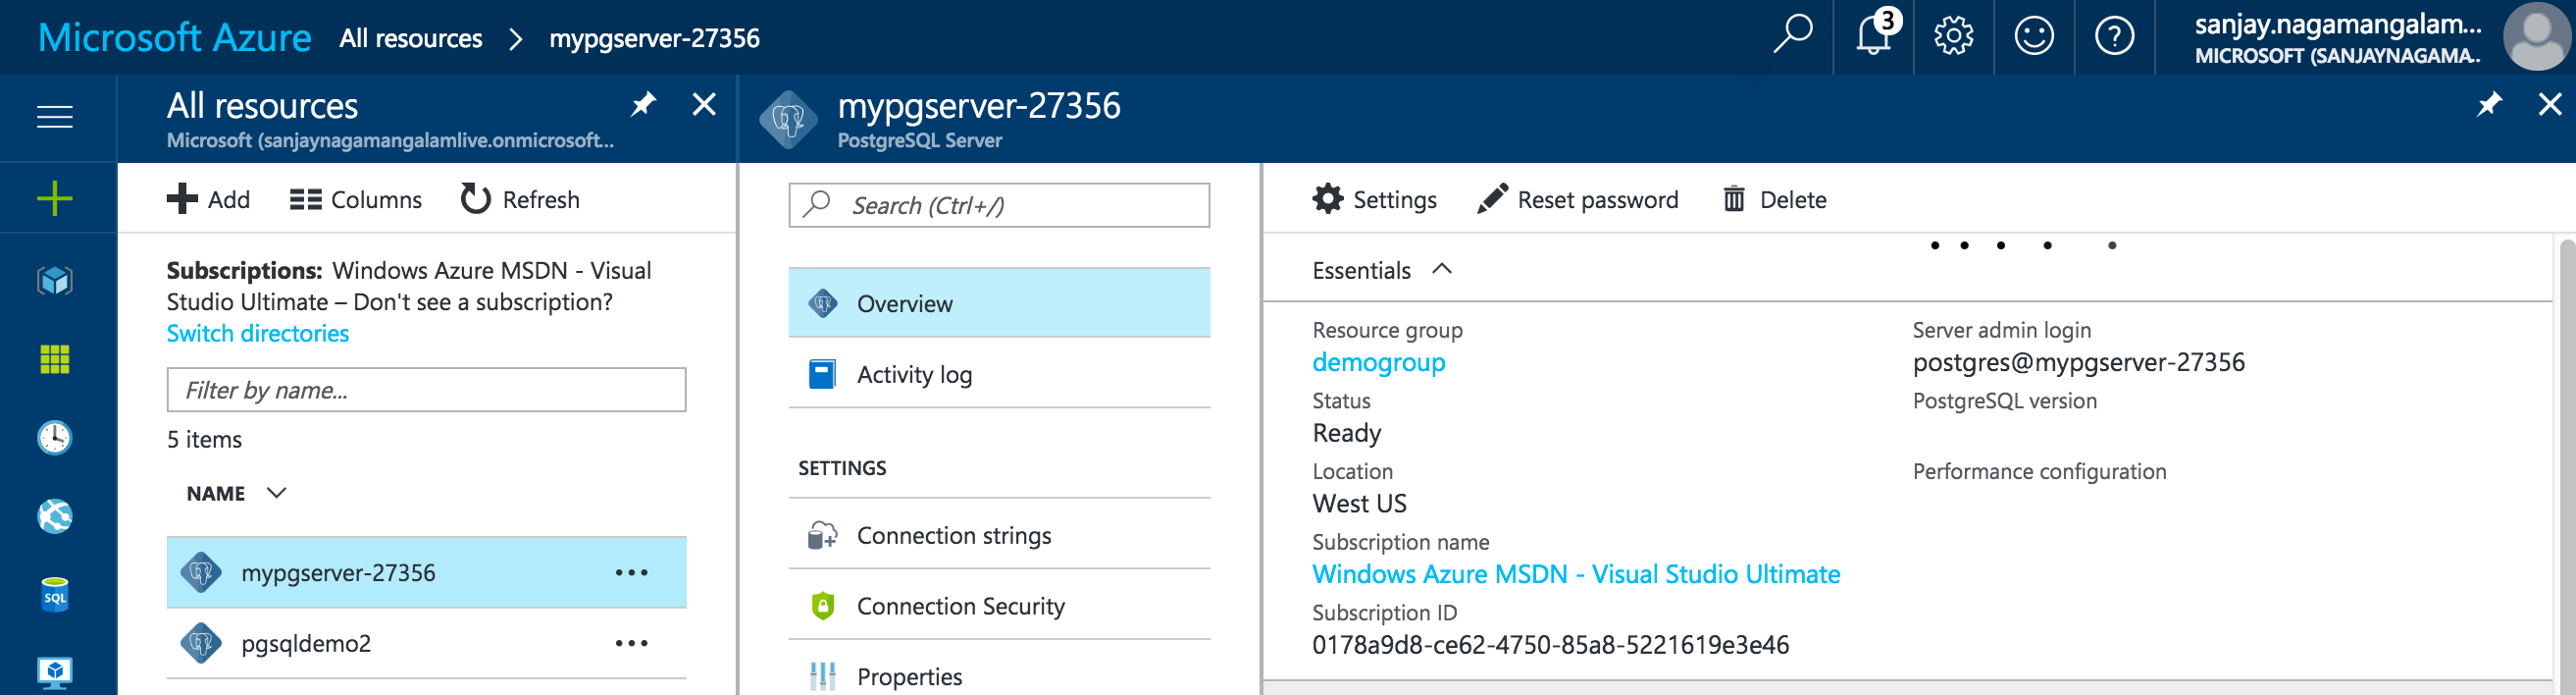 Microsoft Azure All resources > mypgserver-27356
3
sanjay.nagamangalam...
MICROSOFT (SANJAYNAGAMA..
All resources
Microsoft (sanjaynagamangalamlive.onmicrosoft...
mypgserver-27356
PostgreSQL Server
Add Columns Refresh
Subscriptions: Windows Azure MSDN - Visual
Studio Ultimate – Don't see a subscription?
Switch directories
Filter by name...
5 items
NAME
mypgserver-27356
pgsqldemo2
SQL
Search (Ctrl+/)
Overview
Activity log
SETTINGS
Connection strings
Connection Security
Properties
Settings Reset password Delete
Essentials
Resource group
demogroup
Status
Ready
Location
West US
Subscription name
Windows Azure MSDN - Visual Studio Ultimate
Subscription ID
0178a9d8-ce62-4750-85a8-5221619e3e46
Server admin login
postgres@mypgserver-27356
PostgreSQL version
Performance configuration